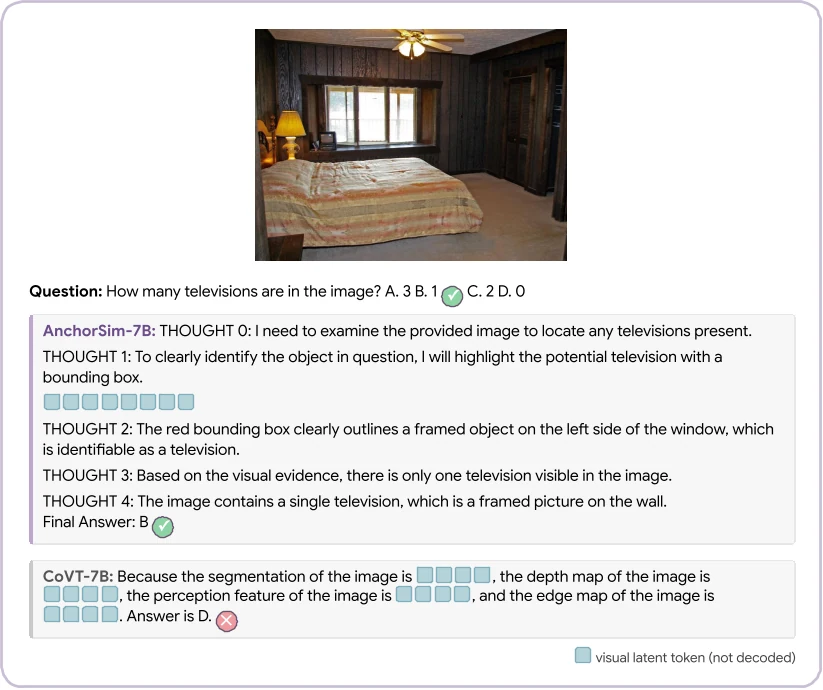 Question: How many televisions are in the image? A. 3 B. 1 C. 2 D. 0
AnchorSim-7B: THOUGHT 0: I need to examine the provided image to locate any televisions present.
THOUGHT 1: To clearly identify the object in question, I will highlight the potential television with a
bounding box.
THOUGHT 2: The red bounding box clearly outlines a framed object on the left side of the window, which
is identifiable as a television.
THOUGHT 3: Based on the visual evidence, there is only one television visible in the image.
THOUGHT 4: The image contains a single television, which is a framed picture on the wall.
Final Answer: B
CoVT-7B: Because the segmentation of the image is , the depth map of the image is
, the perception feature of the image is , and the edge map of the image is
. Answer is D.
visual latent token (not decoded)